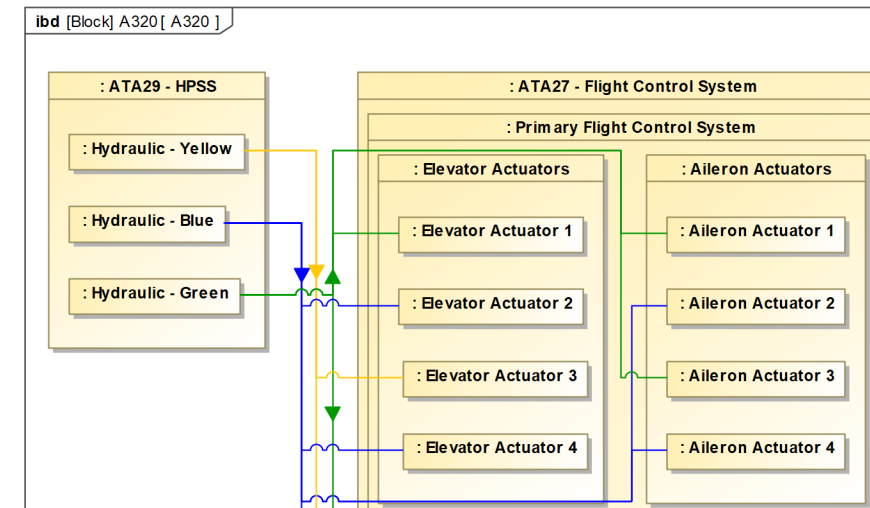 ibd [Block] A320 [ A320 ]
: ATA29 - HPSS
: Hydraulic - Yellow
: Hydraulic - Blue
: Hydraulic - Green
: ATA27 - Flight Control System
: Primary Flight Control System
: Elevator Actuators
: Elevator Actuator 1
: Elevator Actuator 2
: Elevator Actuator 3
: Elevator Actuator 4
: Aileron Actuators
: Aileron Actuator 1
: Aileron Actuator 2
: Aileron Actuator 3
: Aileron Actuator 4